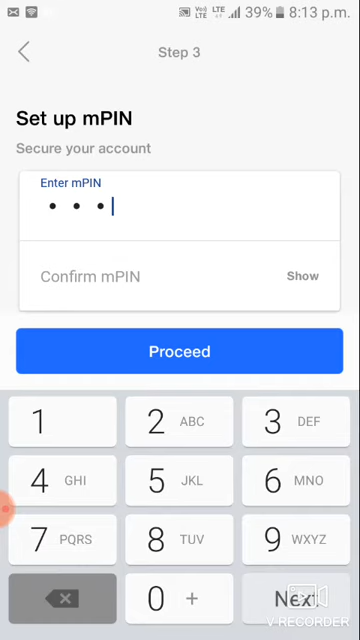 Vo)) LTE LTE 39% 8:13 p.m.
Step 3
Set up mPIN
Secure your account
Enter mPIN
• • •
Confirm mPIN Show
Proceed
1 2 ABC 3 DEF
4 GHI 5 JKL 6 MNO
7 PQRS 8 TUV 9 WXYZ
0 + Next
V-RECORDER